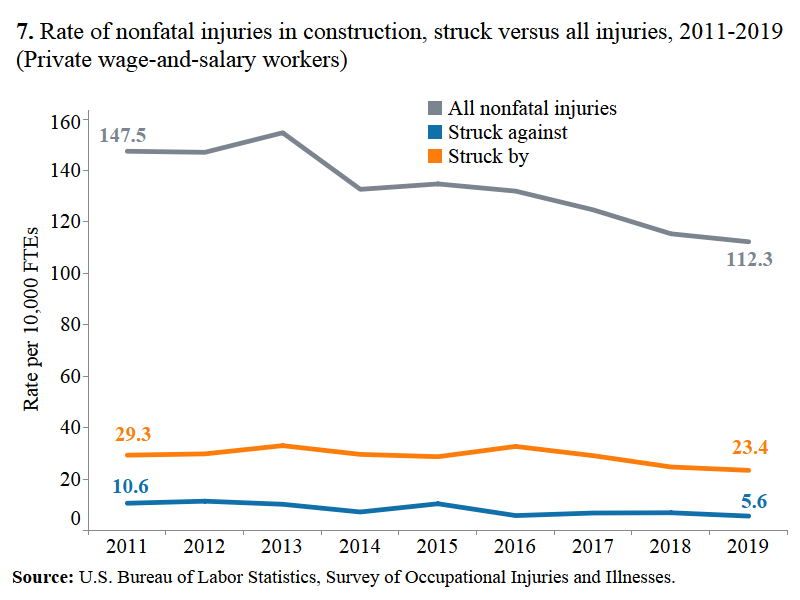 7. Rate of nonfatal injuries in construction, struck versus all injuries, 2011-2019
(Private wage-and-salary workers)
All nonfatal injuries
Struck against
Struck by
Rate per 10,000 FTEs
160
140
120
100
80
60
40
20
0
147.5
112.3
29.3
23.4
10.6
5.6
2011 2012 2013 2014 2015 2016 2017 2018 2019
Source: U.S. Bureau of Labor Statistics, Survey of Occupational Injuries and Illnesses.